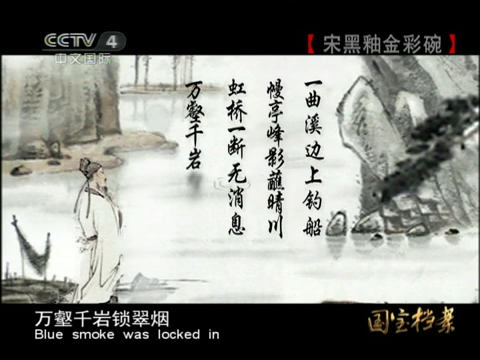 CCTV 4
中文国际
【宋黑釉金彩碗】
一曲溪边上钓船
幔亭峰影蘸晴川
虹桥一断无消息
万壑千岩
万壑千岩锁翠烟
Blue smoke was locked in
国宝档案